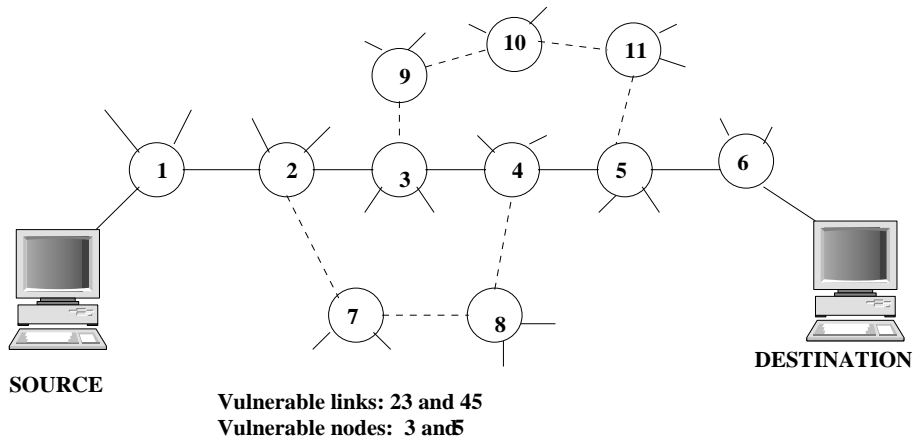 10
11
9
1
2
3
4
5
6
7
8
SOURCE
DESTINATION
Vulnerable links: 23 and 45
Vulnerable nodes: 3 and5